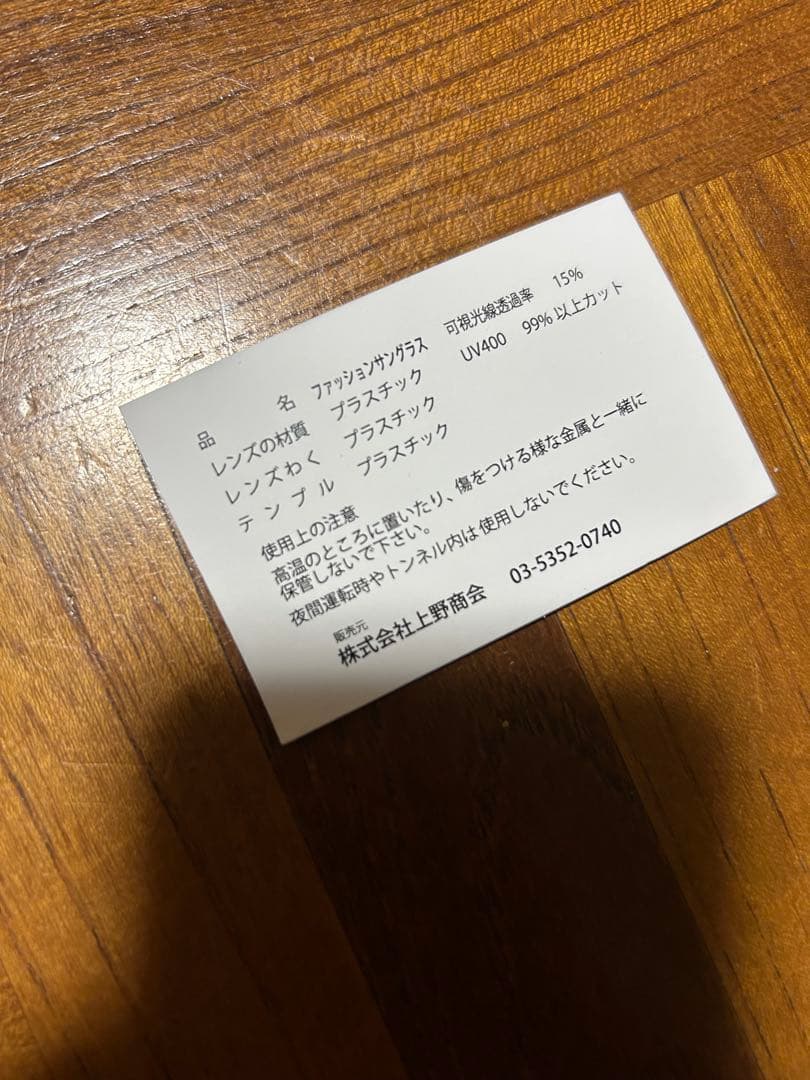 品名 ファッションサングラス 可視光線透過率 15%
レンズの材質 プラスチック UV400 99%以上カット
レンズわく プラスチック
テンプル プラスチック
使用上の注意
高温のところに置いたり、傷をつける様な金属と一緒に
保管しないで下さい。
夜間運転時やトンネル内は使用しないでください。
販売元
株式会社上野商会 03-5352-0740